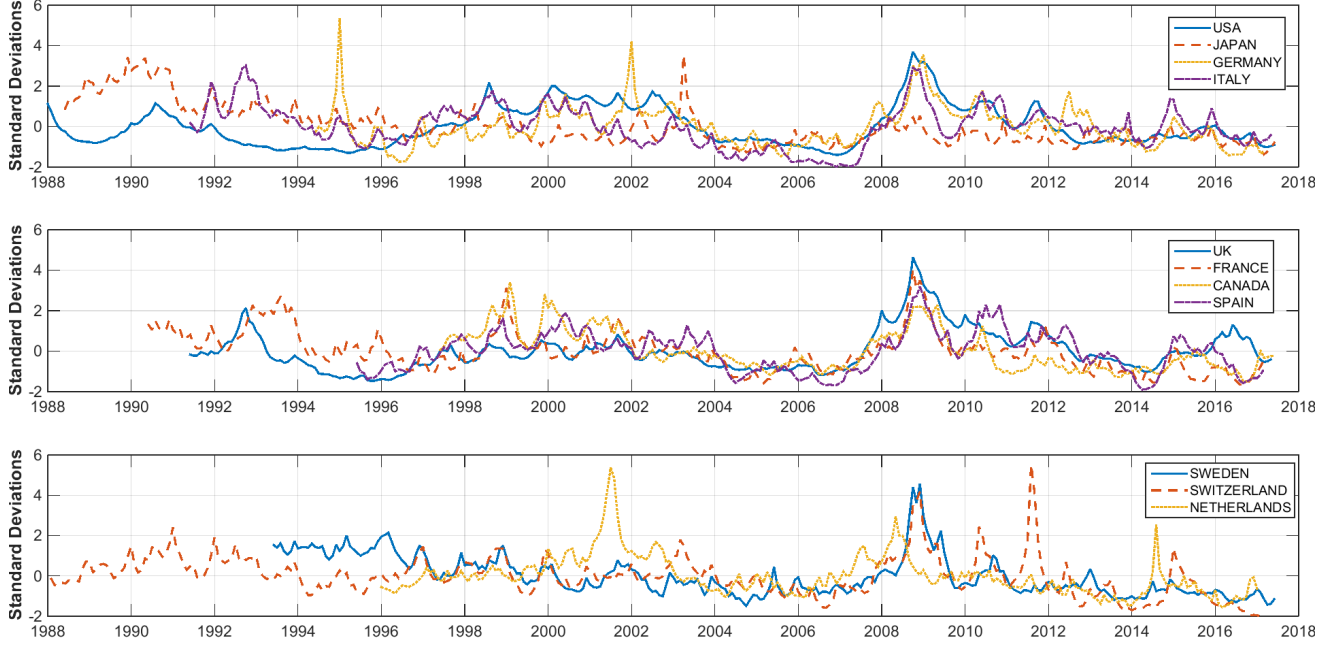 Standard Deviations
6
4
2
0
-2
1988 1990 1992 1994 1996 1998 2000 2002 2004 2006 2008 2010 2012 2014 2016 2018
USA
JAPAN
GERMANY
ITALY
Standard Deviations
6
4
2
0
-2
1988 1990 1992 1994 1996 1998 2000 2002 2004 2006 2008 2010 2012 2014 2016 2018
UK
FRANCE
CANADA
SPAIN
Standard Deviations
6
4
2
0
-2
1988 1990 1992 1994 1996 1998 2000 2002 2004 2006 2008 2010 2012 2014 2016 2018
SWEDEN
SWITZERLAND
NETHERLANDS